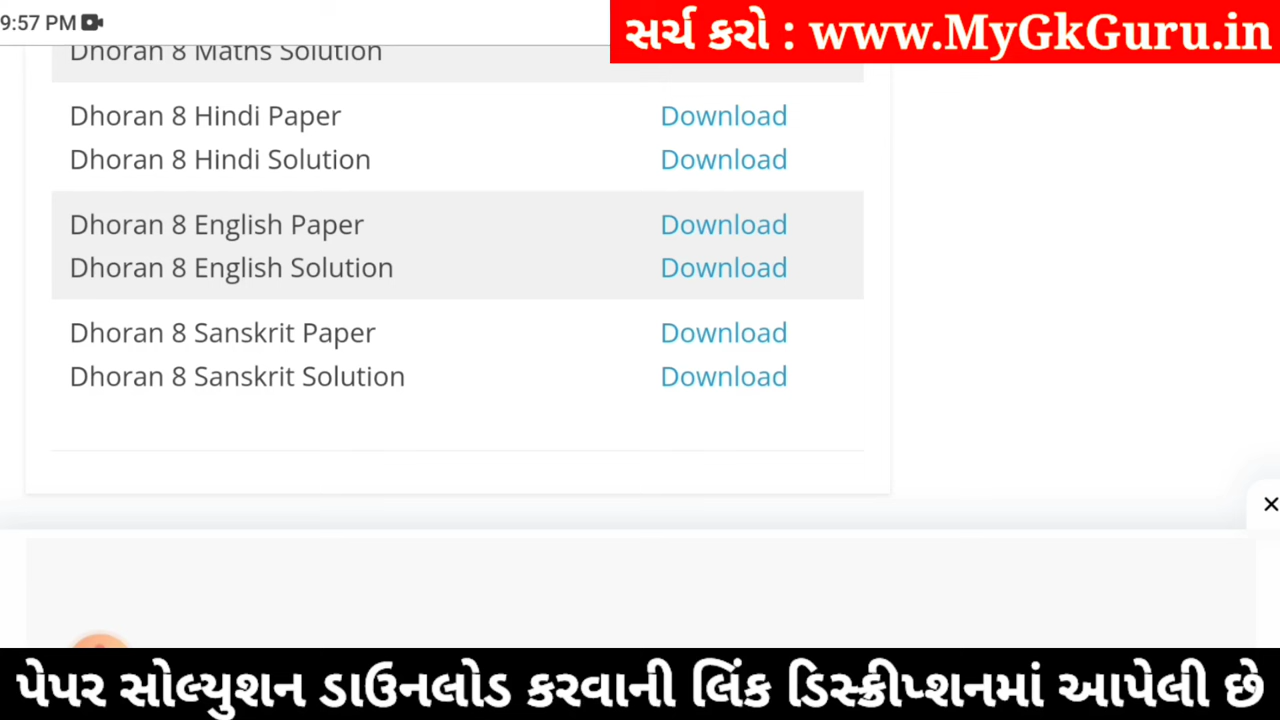 9:57 PM
સર્ચ કરો : www.MyGkGuru.in
Dhoran 8 Maths Solution
Dhoran 8 Hindi Paper Download
Dhoran 8 Hindi Solution Download
Dhoran 8 English Paper Download
Dhoran 8 English Solution Download
Dhoran 8 Sanskrit Paper Download
Dhoran 8 Sanskrit Solution Download
પેપર સોલ્યુશન ડાઉનલોડ કરવાની લિંક ડિસ્ક્રીપ્શનમાં આપેલી છે